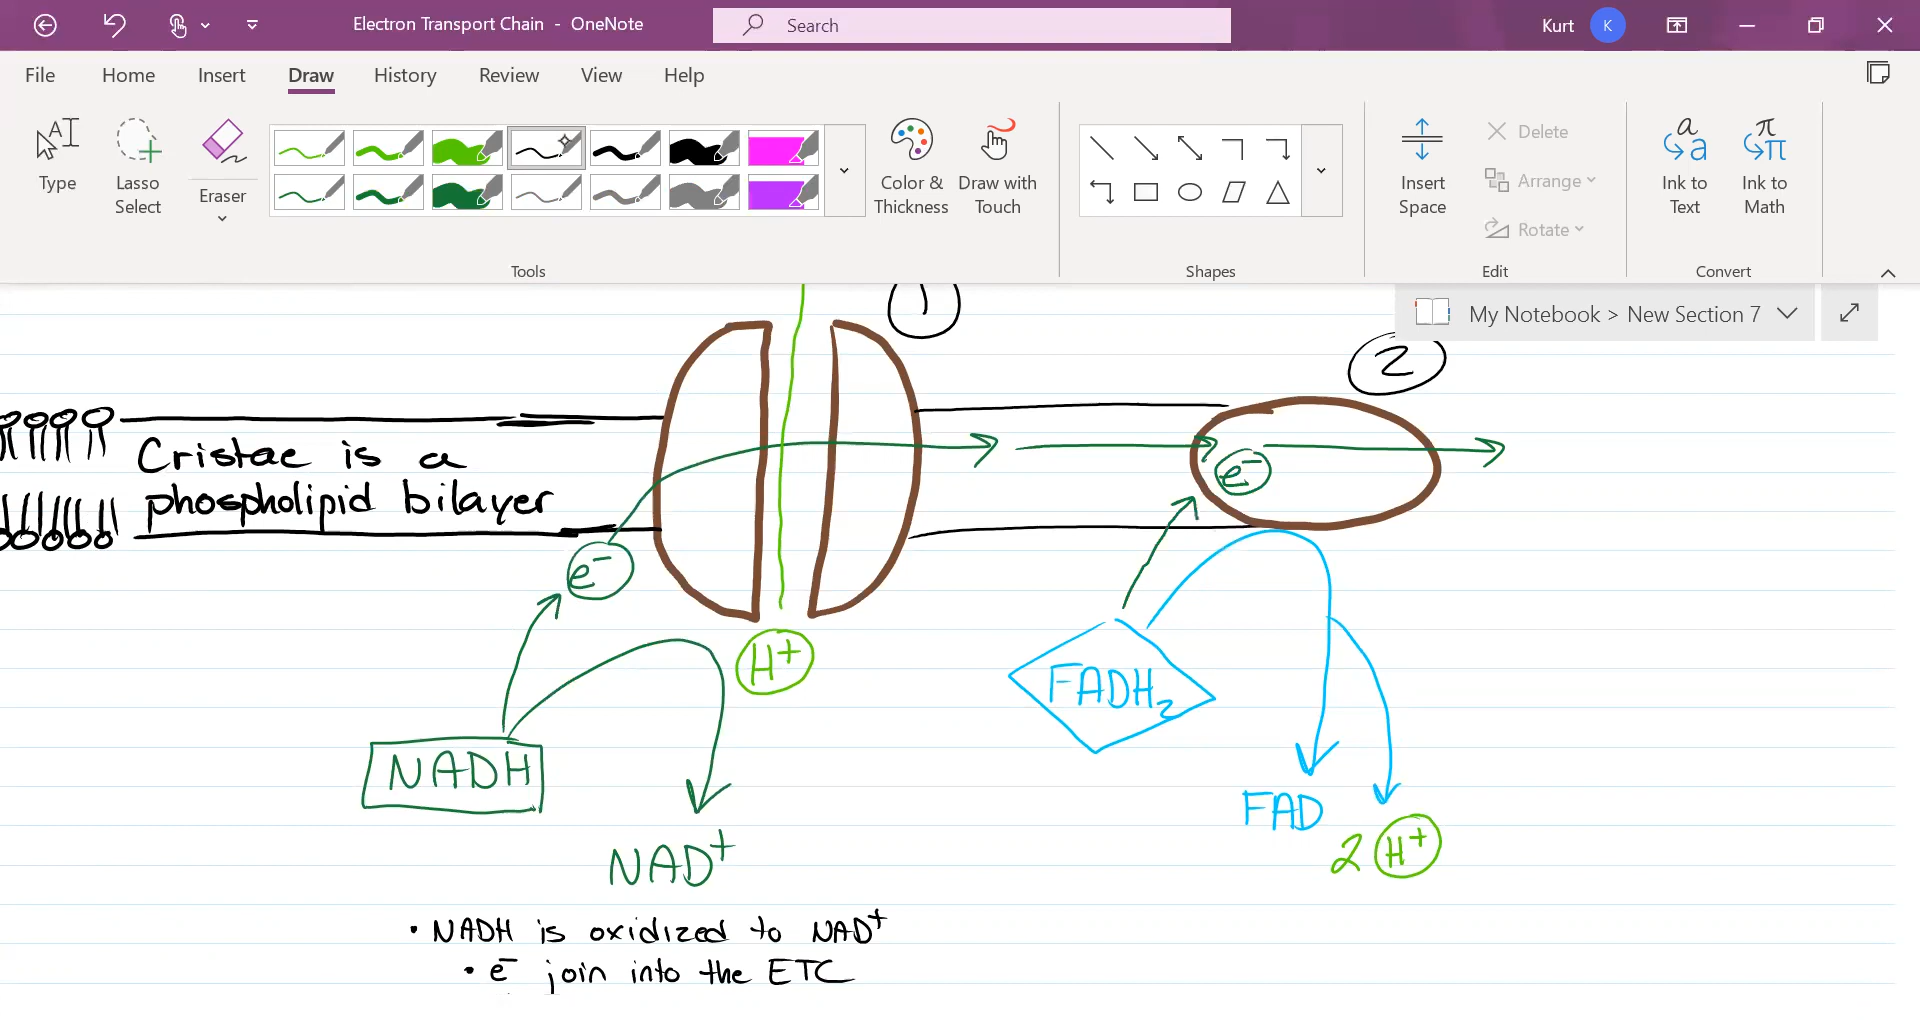 Electron Transport Chain - OneNote
Search
Kurt
K
File Home Insert Draw History Review View Help
Type
Lasso Select
Eraser
Color & Thickness
Draw with Touch
Insert Space
Delete
Arrange
Rotate
Ink to Text
Ink to Math
Tools
Shapes
Edit
Convert
My Notebook > New Section 7
1
2
Cristae is a
phospholipid bilayer
e⁻
e⁻
H⁺
FADH₂
NADH
FAD
2 H⁺
NAD⁺
• NADH is oxidized to NAD⁺
• e⁻ join into the ETC